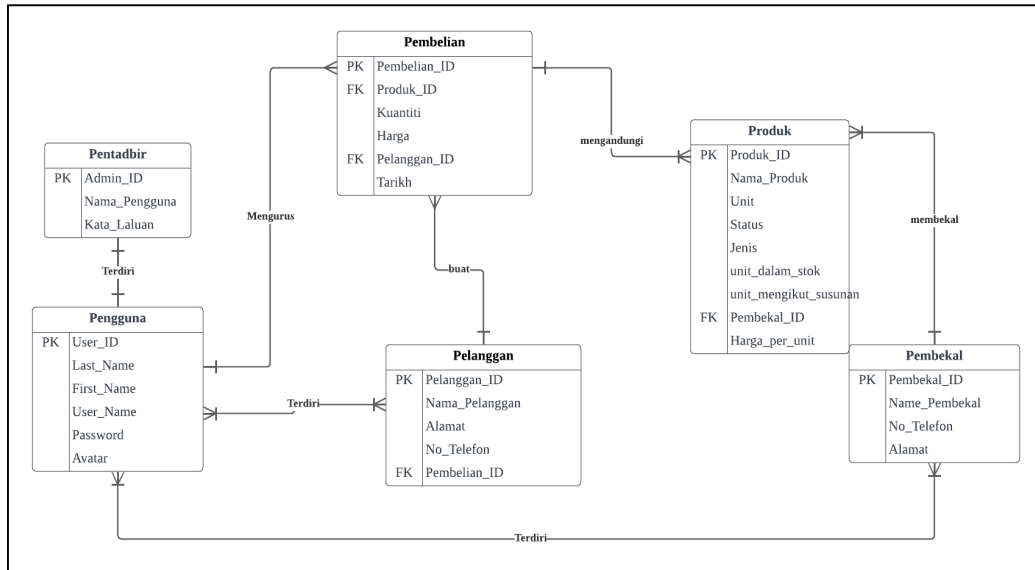 Pembelian
PK Pembelian_ID
FK Produk_ID
Kuantiti
Harga
FK Pelanggan_ID
Tarikh
mengandungi
Produk
PK Produk_ID
Nama_Produk
Unit
Status
Jenis
unit_dalam_stok
unit_mengikut_susunan
FK Pembekal_ID
Harga_per_unit
membekal
Pentadbir
PK Admin_ID
Nama_Pengguna
Kata_Laluan
Mengurus
Terdiri
buat
Pengguna
PK User_ID
Last_Name
First_Name
User_Name
Password
Avatar
Terdiri
Pelanggan
PK Pelanggan_ID
Nama_Pelanggan
Alamat
No_Telefon
FK Pembelian_ID
Pembekal
PK Pembekal_ID
Name_Pembekal
No_Telefon
Alamat
Terdiri